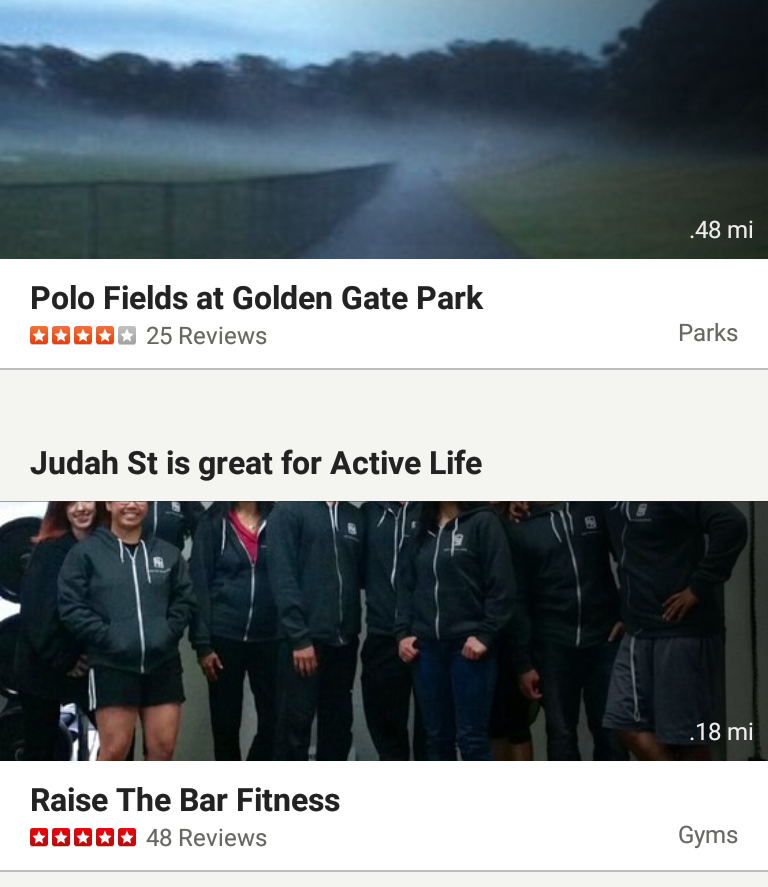 .48 mi
Polo Fields at Golden Gate Park
25 Reviews
Parks
Judah St is great for Active Life
.18 mi
Raise The Bar Fitness
48 Reviews
Gyms